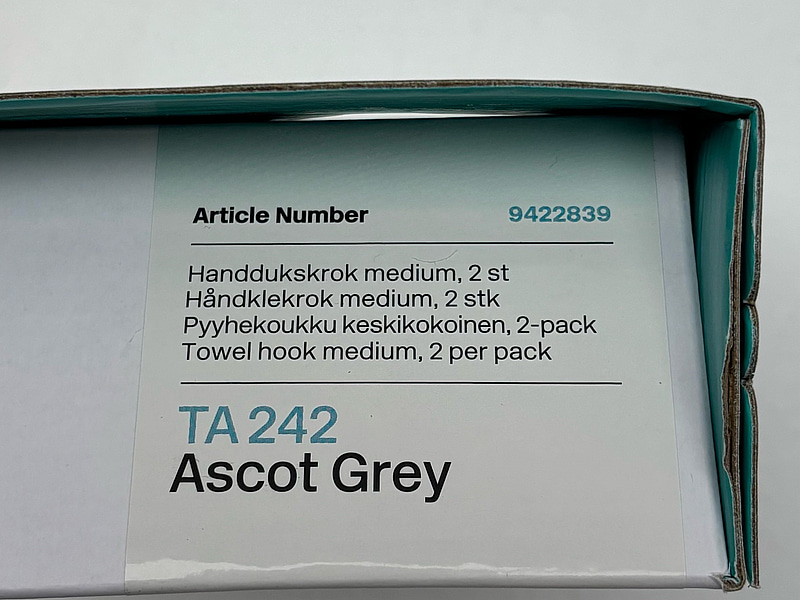 Article Number 9422839
Handdukskrok medium, 2 st
Håndklekrok medium, 2 stk
Pyyhekoukku keskikokoinen, 2-pack
Towel hook medium, 2 per pack
TA 242
Ascot Grey